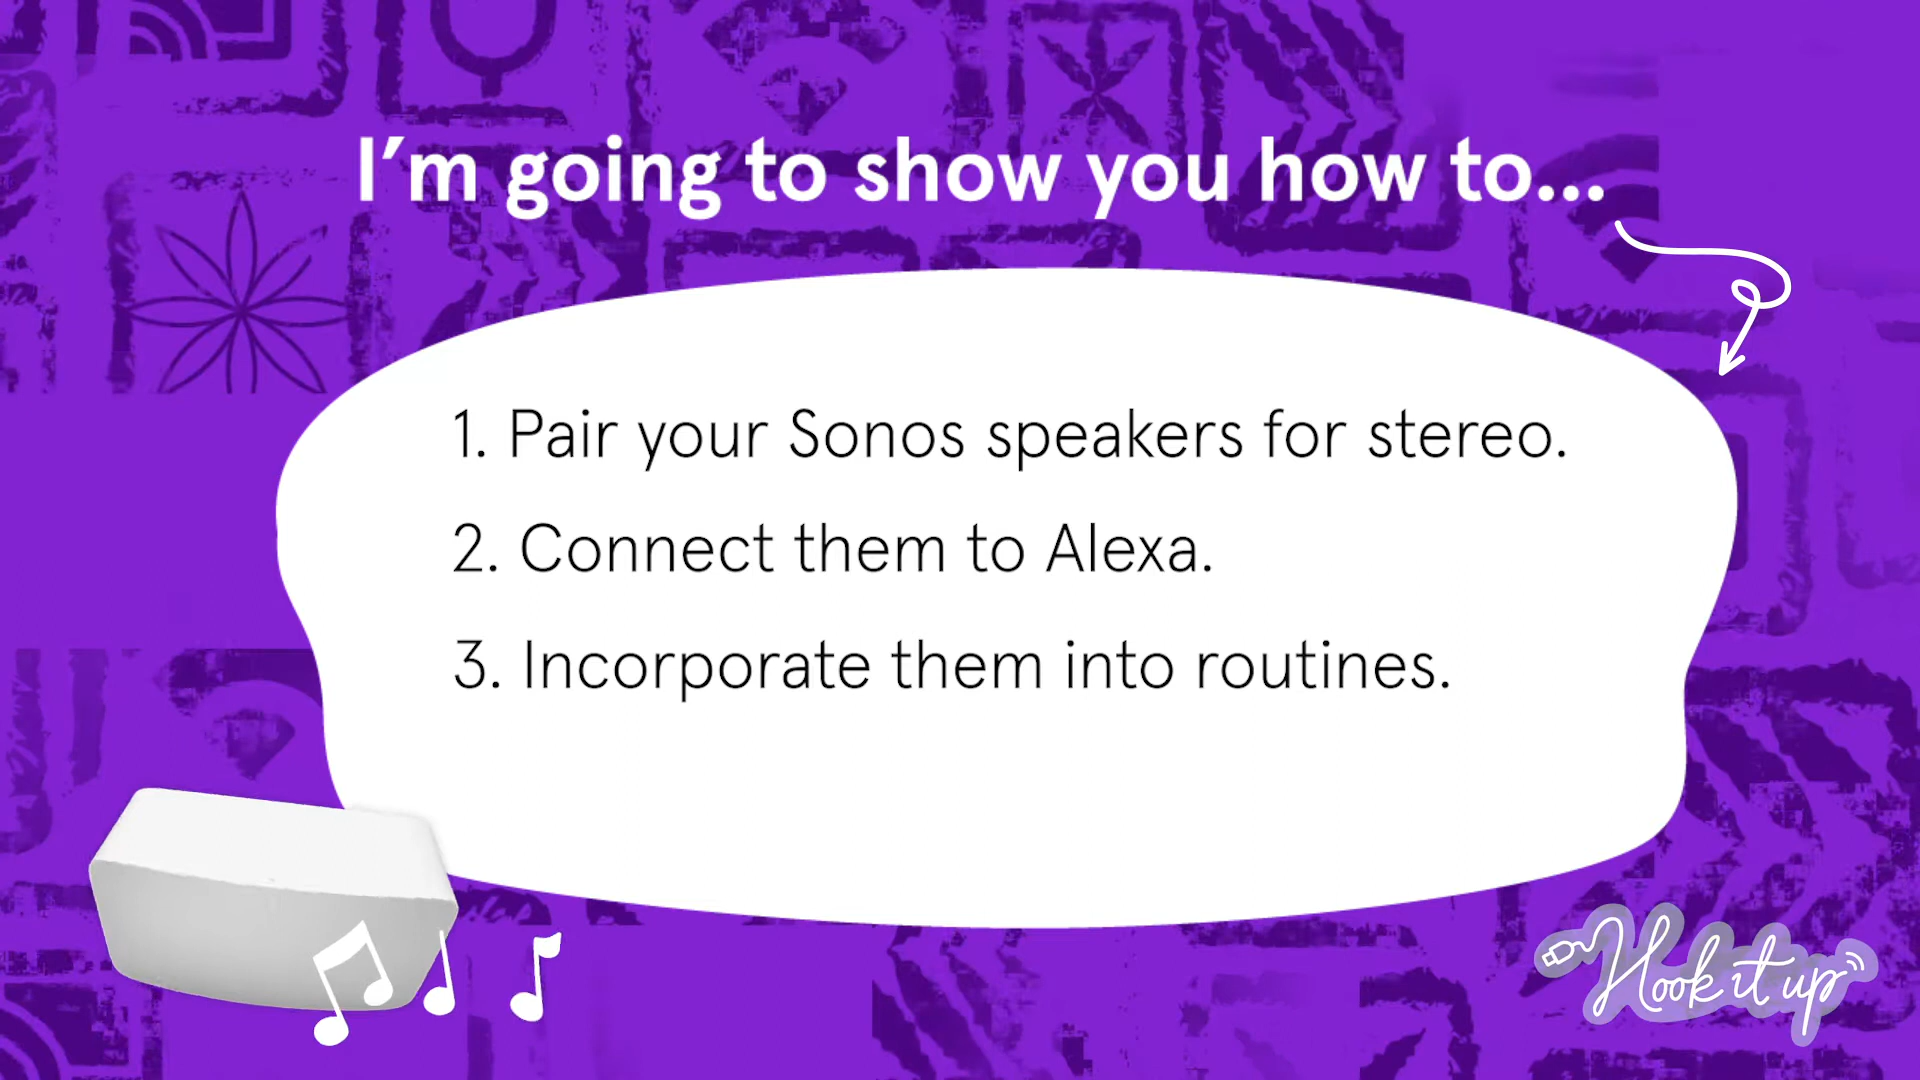 I’m going to show you how to...
1. Pair your Sonos speakers for stereo.
2. Connect them to Alexa.
3. Incorporate them into routines.
Hook it up